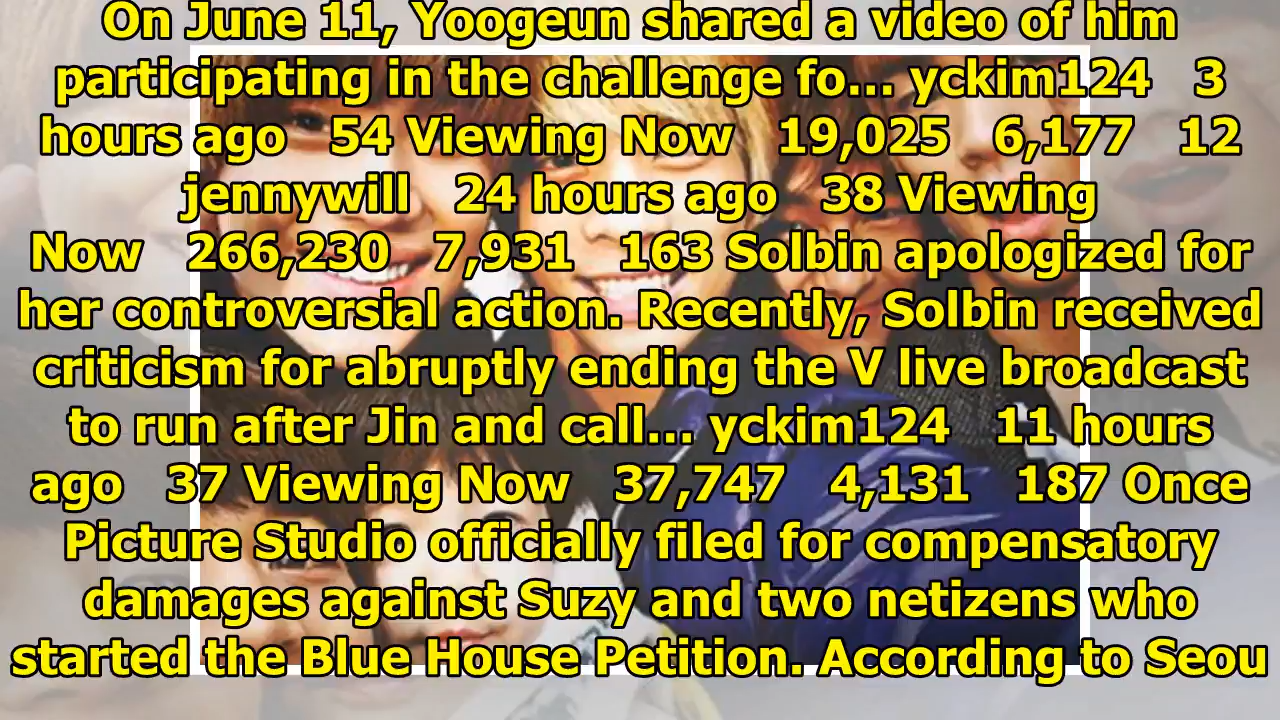 On June 11, Yoogeun shared a video of him
participating in the challenge fo... yckim124 3
hours ago 54 Viewing Now 19,025 6,177 12
jennywill 24 hours ago 38 Viewing
Now 266,230 7,931 163 Solbin apologized for
her controversial action. Recently, Solbin received
criticism for abruptly ending the V live broadcast
to run after Jin and call... yckim124 11 hours
ago 37 Viewing Now 37,747 4,131 187 Once
Picture Studio officially filed for compensatory
damages against Suzy and two netizens who
started the Blue House Petition. According to Seou